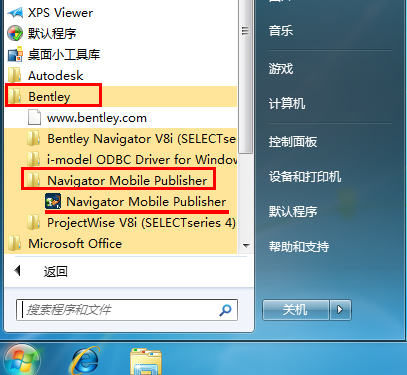 XPS Viewer
默认程序
桌面小工具库
Autodesk
Bentley
www.bentley.com
Bentley Navigator V8i (SELECTse
i-model ODBC Driver for Window
Navigator Mobile Publisher
Navigator Mobile Publisher
ProjectWise V8i (SELECTseries 4)
Microsoft Office
返回
搜索程序和文件
音乐
游戏
计算机
控制面板
设备和打印机
默认程序
帮助和支持
关机